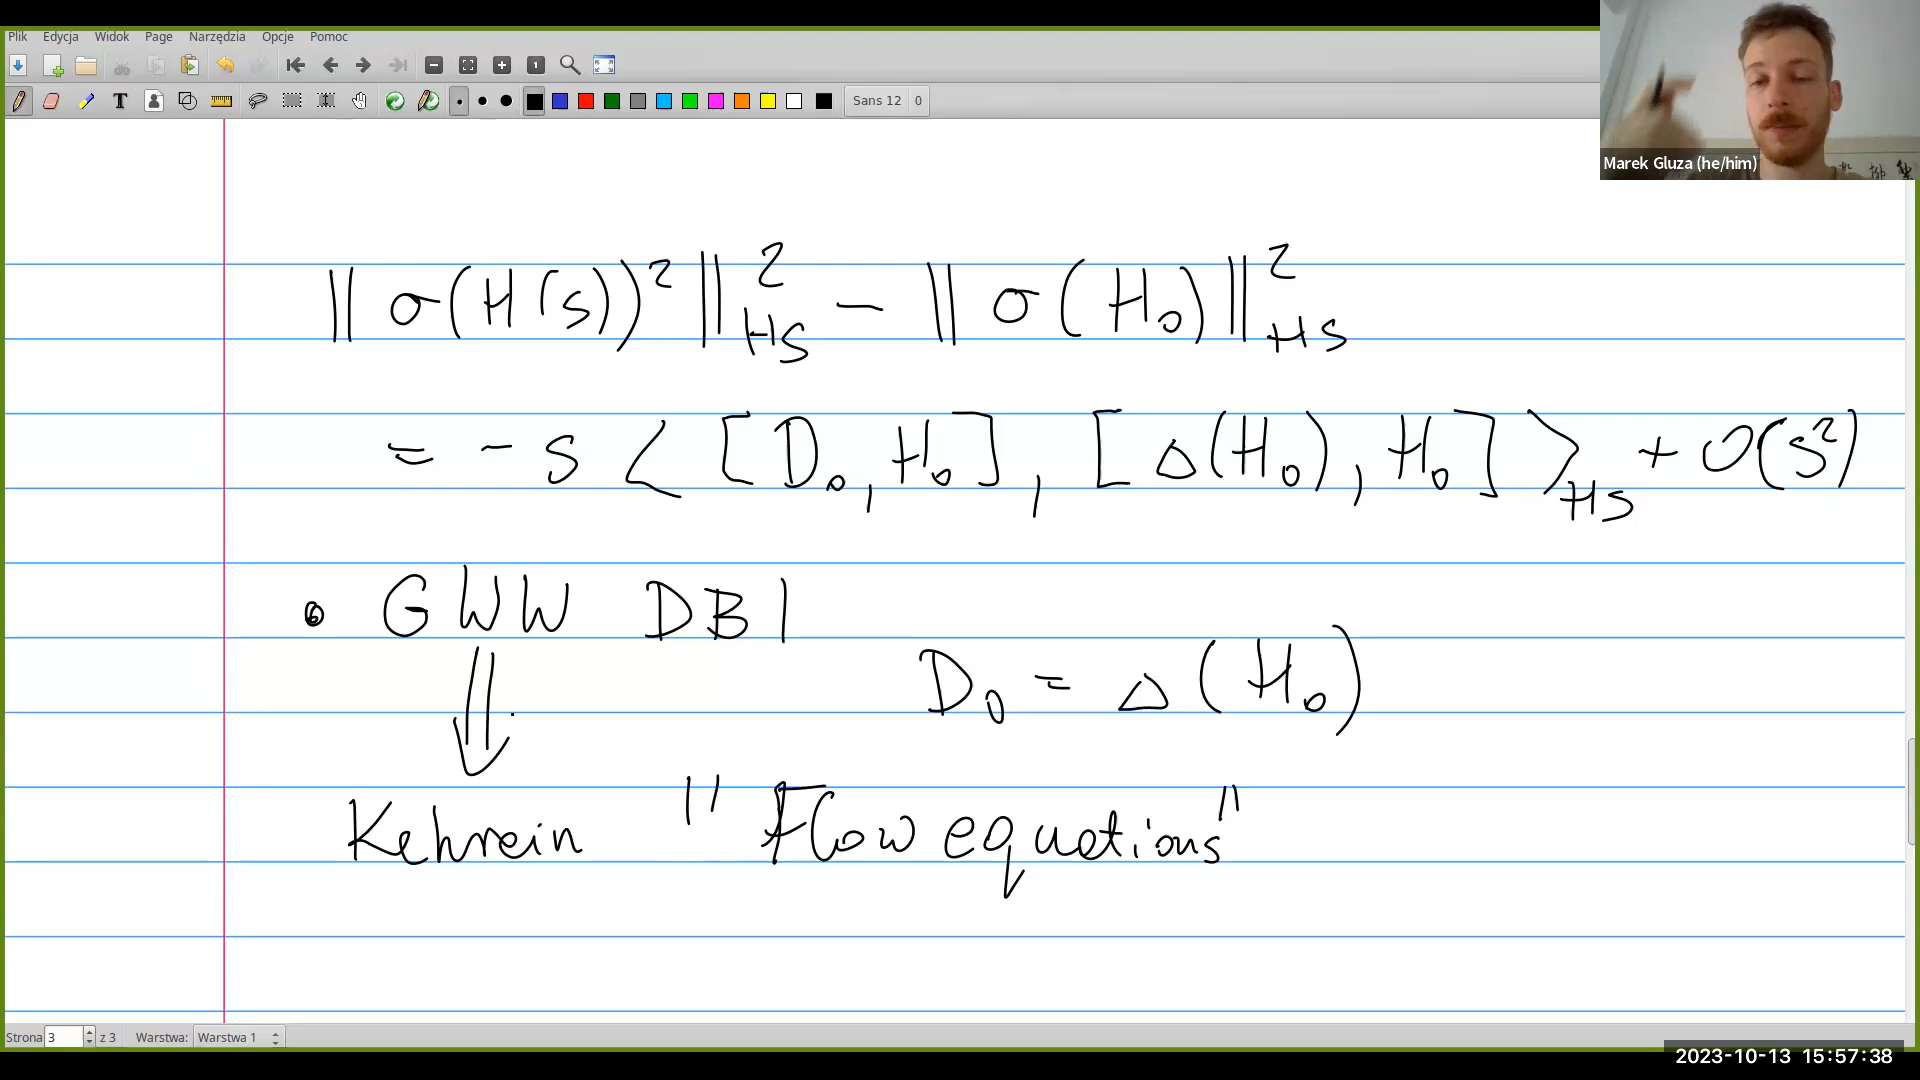 Plik Edycja Widok Page Narzędzia Opcje Pomoc
Sans 12 0
Marek Gluza (he/him)
‖ σ(H(s))² ‖²_HS − ‖ σ(H₀) ‖²_HS
= − s ⟨ [D₀, H₀], [Δ(H₀), H₀] ⟩_HS + O(s²)
• GWW DBI
D₀ = Δ(H₀)
⇓
Kehrein "Flow equations"
Strona 3 z 3 Warstwa: Warstwa 1
2023-10-13 15:57:38